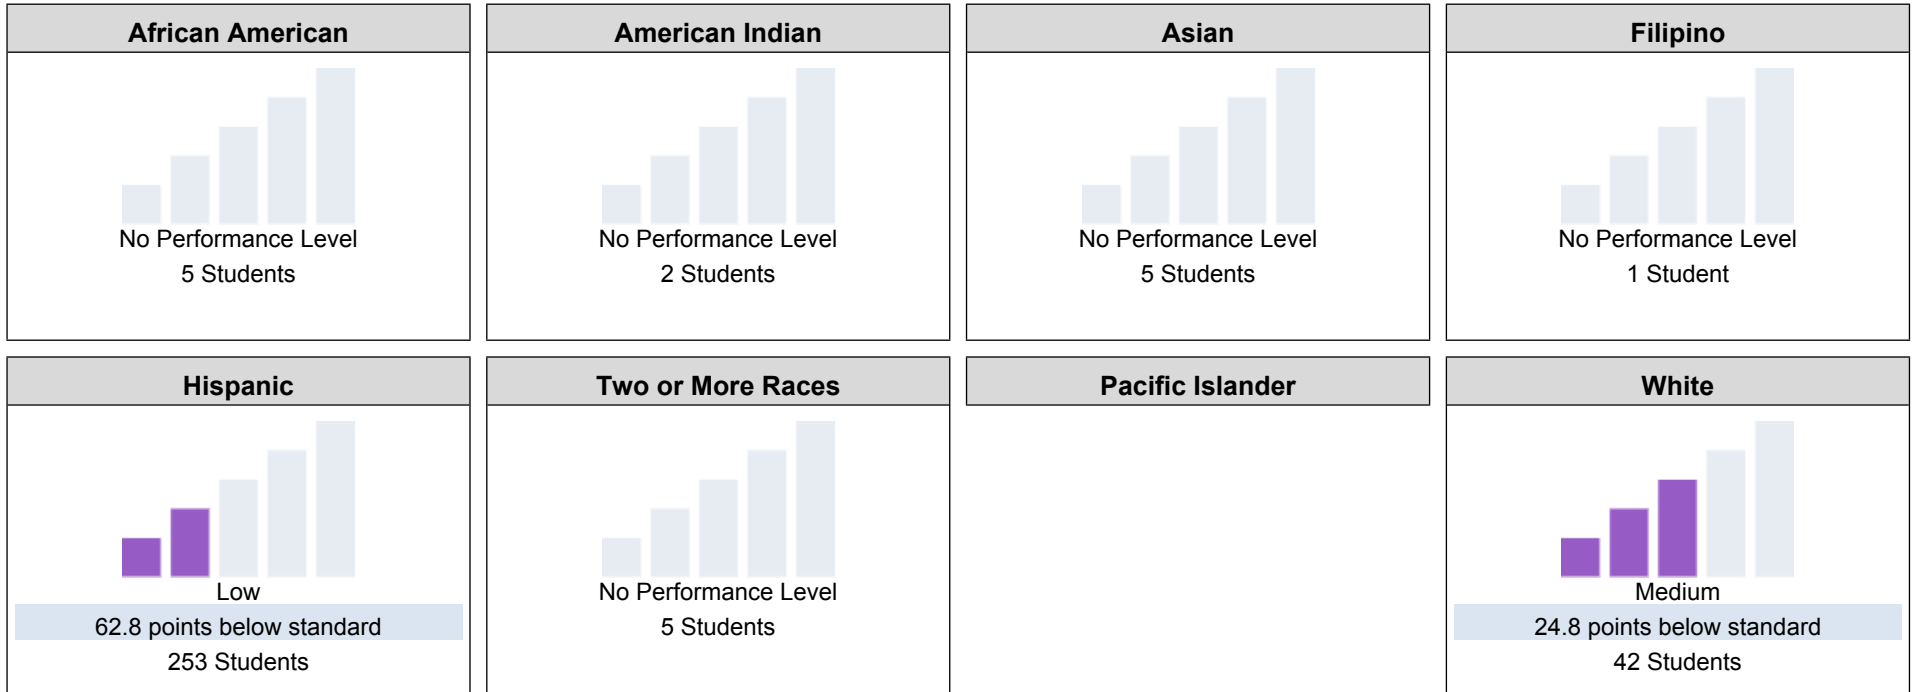 African American
No Performance Level
5 Students
American Indian
No Performance Level
2 Students
Asian
No Performance Level
5 Students
Filipino
No Performance Level
1 Student
Hispanic
Low
62.8 points below standard
253 Students
Two or More Races
No Performance Level
5 Students
Pacific Islander
White
Medium
24.8 points below standard
42 Students